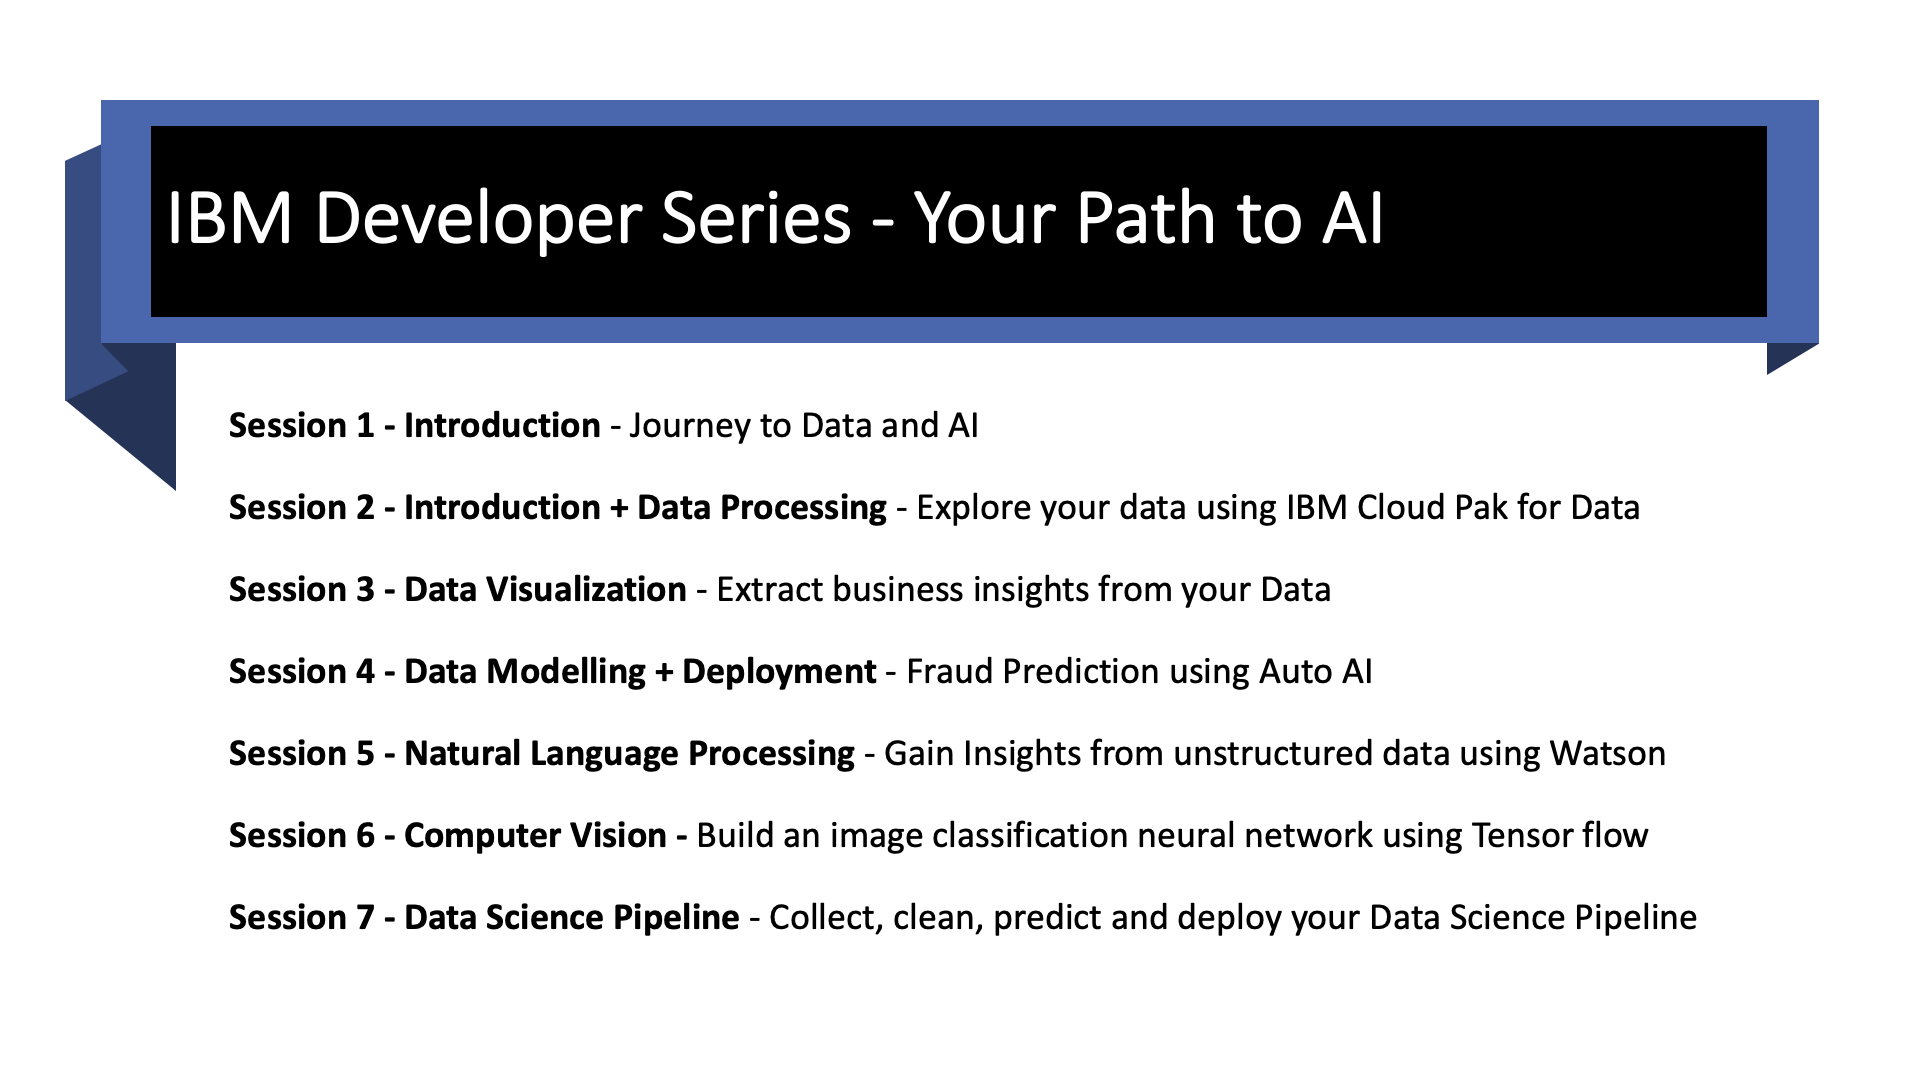 IBM Developer Series - Your Path to AI
Session 1 - Introduction - Journey to Data and AI
Session 2 - Introduction + Data Processing - Explore your data using IBM Cloud Pak for Data
Session 3 - Data Visualization - Extract business insights from your Data
Session 4 - Data Modelling + Deployment - Fraud Prediction using Auto AI
Session 5 - Natural Language Processing - Gain Insights from unstructured data using Watson
Session 6 - Computer Vision - Build an image classification neural network using Tensor flow
Session 7 - Data Science Pipeline - Collect, clean, predict and deploy your Data Science Pipeline